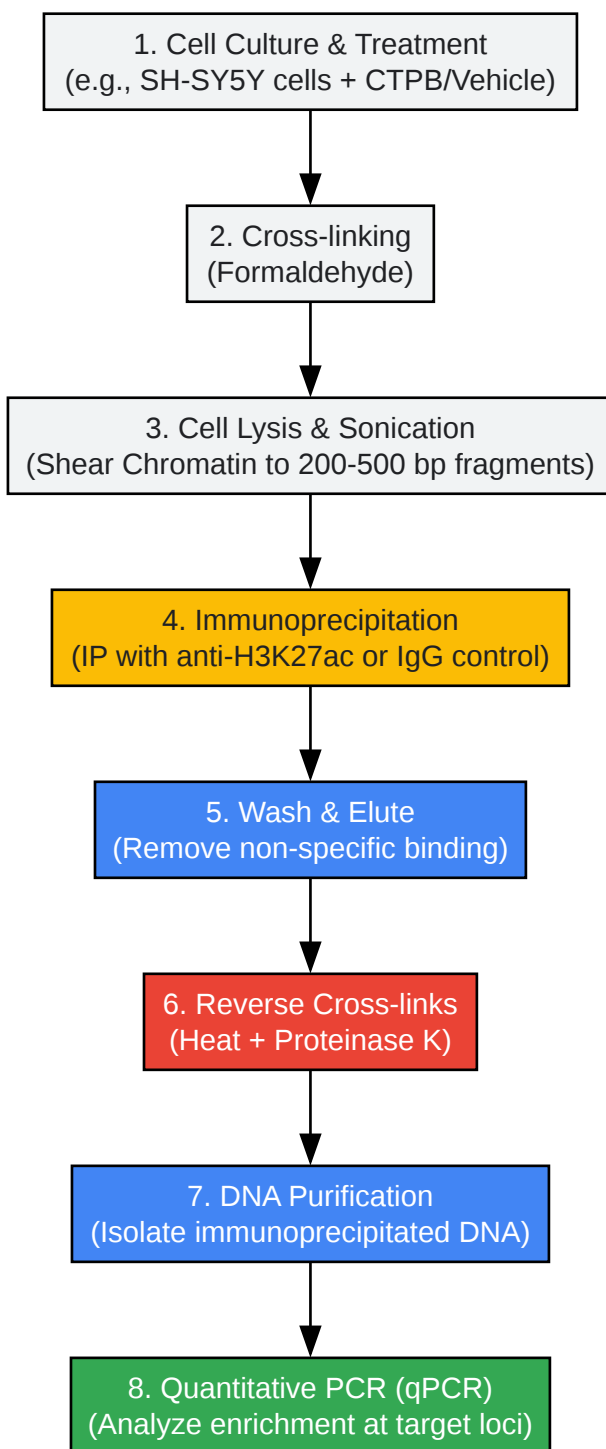 1. Cell Culture & Treatment
(e.g., SH-SY5Y cells + CTPB/Vehicle)
2. Cross-linking
(Formaldehyde)
3. Cell Lysis & Sonication
(Shear Chromatin to 200-500 bp fragments)
4. Immunoprecipitation
(IP with anti-H3K27ac or IgG control)
5. Wash & Elute
(Remove non-specific binding)
6. Reverse Cross-links
(Heat + Proteinase K)
7. DNA Purification
(Isolate immunoprecipitated DNA)
8. Quantitative PCR (qPCR)
(Analyze enrichment at target loci)